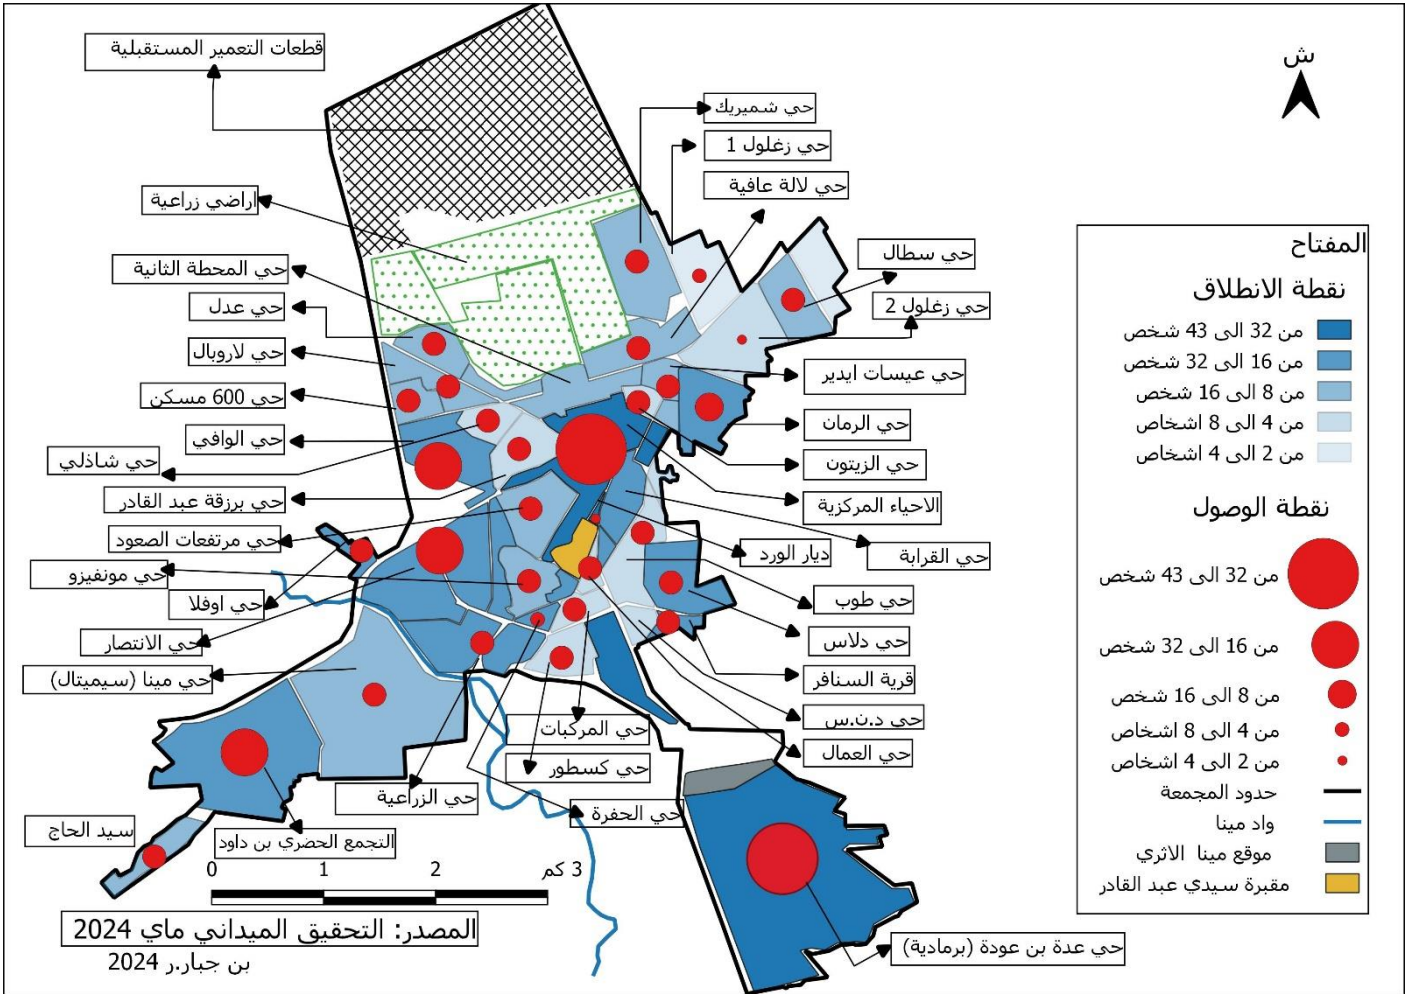 ش
قطعات التعمير المستقبلية
حي شميريك
حي زغلول 1
حي لالة عافية
اراضي زراعية
حي سطال
حي المحطة الثانية
حي زغلول 2
حي عدل
حي لاروبال
حي عيسات ايدير
حي 600 مسكن
حي الرمان
حي الوافي
حي شاذلي
حي الزيتون
حي برزقة عبد القادر
الاحياء المركزية
حي مرتفعات الصعود
ديار الورد
حي القرابة
حي مونفيزو
حي اوفلا
حي طوب
حي الانتصار
حي دلاس
حي مينا (سيميتال)
قرية السنافر
حي د.ن.س
حي المركبات
حي العمال
حي كسطور
حي الزراعية
حي الحفرة
سيد الحاج
التجمع الحضري بن داود
حي عدة بن عودة (برمادية)
0 1 2 3 كم
المصدر: التحقيق الميداني ماي 2024
بن جبار.ر 2024
المفتاح
نقطة الانطلاق
من 32 الى 43 شخص
من 16 الى 32 شخص
من 8 الى 16 شخص
من 4 الى 8 اشخاص
من 2 الى 4 اشخاص
نقطة الوصول
من 32 الى 43 شخص
من 16 الى 32 شخص
من 8 الى 16 شخص
من 4 الى 8 اشخاص
من 2 الى 4 اشخاص
حدود المجمعة
واد مينا
موقع مينا الاثري
مقبرة سيدي عبد القادر